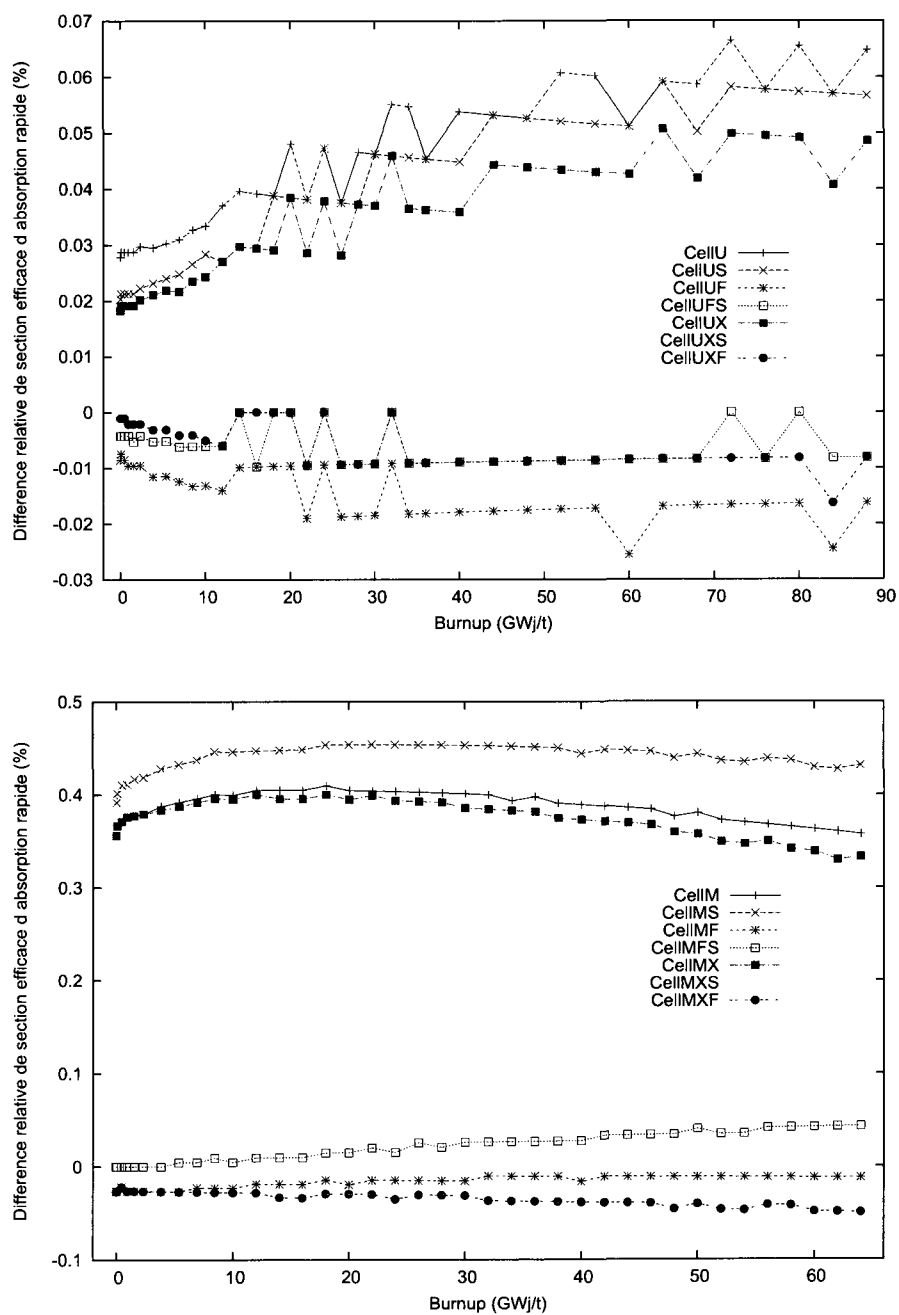 0.07
0.06
0.05
0.04
0.03
0.02
0.01
0
-0.01
-0.02
-0.03
Difference relative de section efficace d absorption rapide (%)
CellU
CellUS
CellUF
CellUFS
CellUX
CellUXS
CellUXF
0 10 20 30 40 50 60 70 80 90
Burnup (GWj/t)
0.5
0.4
0.3
0.2
0.1
0
-0.1
Difference relative de section efficace d absorption rapide (%)
CellM
CellMS
CellMF
CellMFS
CellMX
CellMXS
CellMXF
0 10 20 30 40 50 60
Burnup (GWj/t)